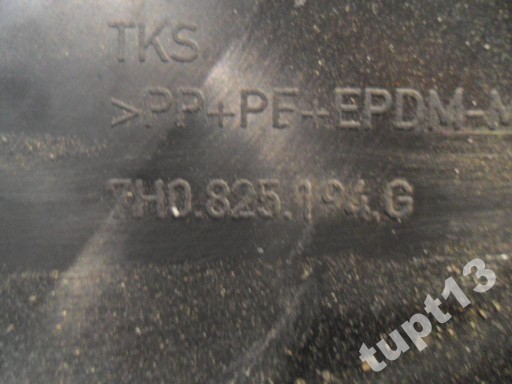 TKS
>PP+PE+EPDM-M
7H0.825.194.G
tupt13